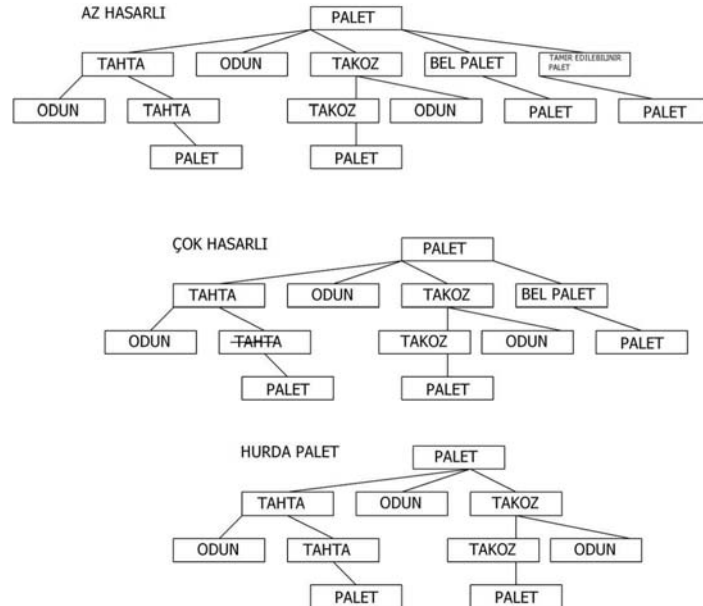 AZ HASARLI
PALET
TAHTA ODUN TAKOZ BEL PALET TAMİR EDİLEBİLİNİR
PALET
ODUN TAHTA TAKOZ ODUN PALET PALET
PALET PALET
ÇOK HASARLI
PALET
TAHTA ODUN TAKOZ BEL PALET
ODUN TAHTA TAKOZ ODUN PALET
PALET PALET
HURDA PALET
PALET
TAHTA ODUN TAKOZ
ODUN TAHTA TAKOZ ODUN
PALET PALET